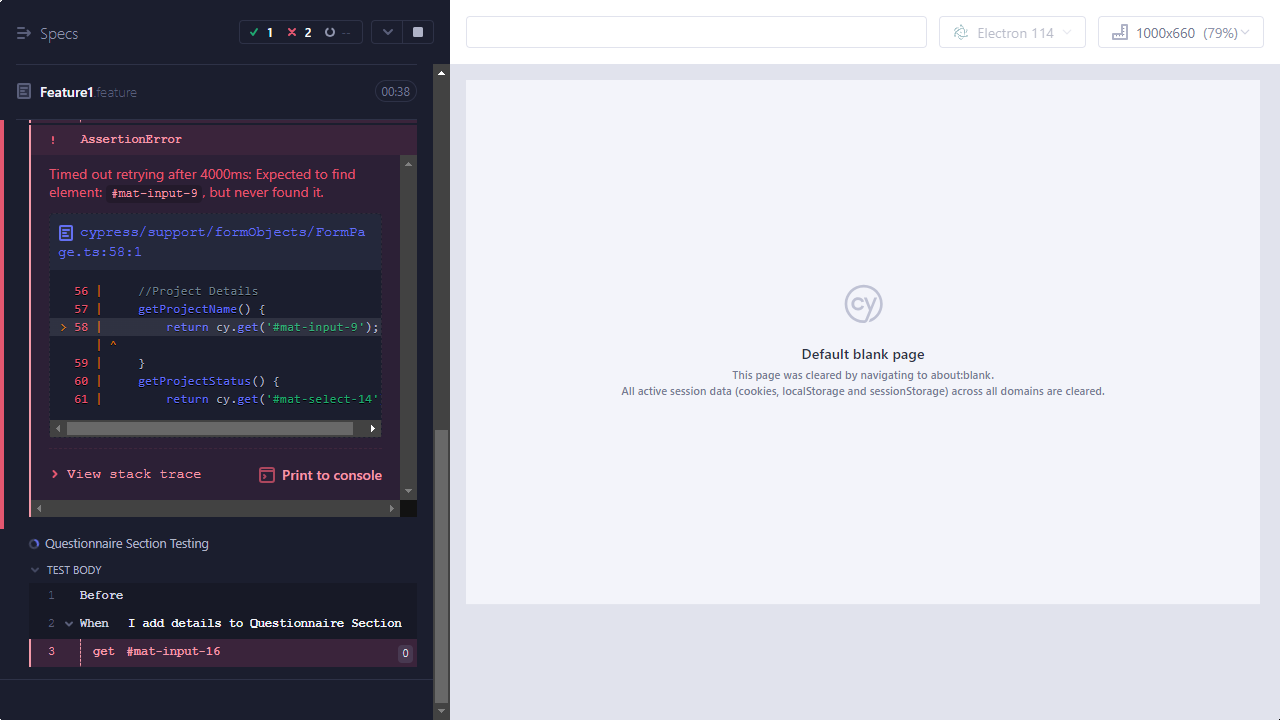 Specs
1 2 --
Electron 114
1000x660 (79%)
Feature1.feature
00:38
! AssertionError
Timed out retrying after 4000ms: Expected to find
element: #mat-input-9, but never found it.
cypress/support/formObjects/FormPa
ge.ts:58:1
56 | //Project Details
57 | getProjectName() {
> 58 | return cy.get('#mat-input-9');
| ^
59 | }
60 | getProjectStatus() {
61 | return cy.get('#mat-select-14'
> View stack trace
Print to console
Questionnaire Section Testing
TEST BODY
1 Before
2 When I add details to Questionnaire Section
3 get #mat-input-16 0
cy
Default blank page
This page was cleared by navigating to about:blank.
All active session data (cookies, localStorage and sessionStorage) across all domains are cleared.